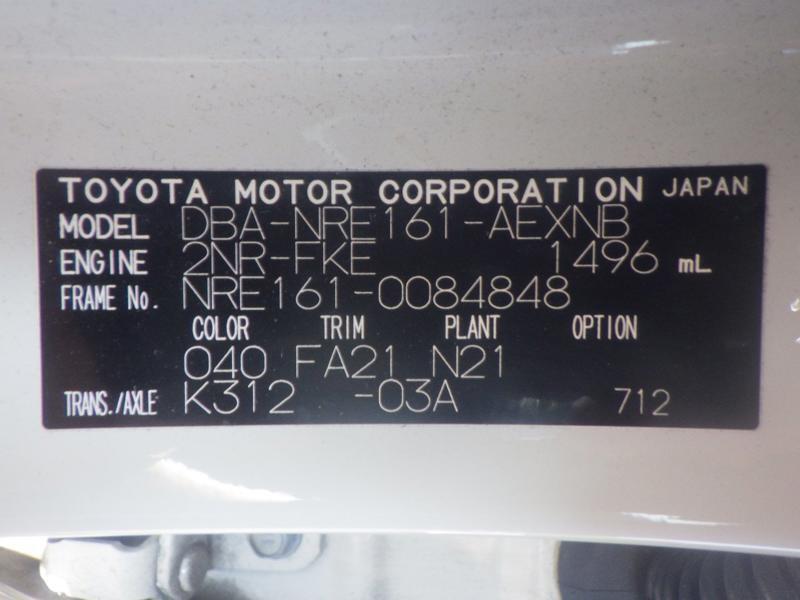 TOYOTA MOTOR CORPORATION JAPAN
MODEL DBA-NRE161-AEXNB
ENGINE 2NR-FKE 1496 mL
FRAME No. NRE161-0084848
COLOR TRIM PLANT OPTION
040 FA21 N21
TRANS./AXLE K312 -03A 712